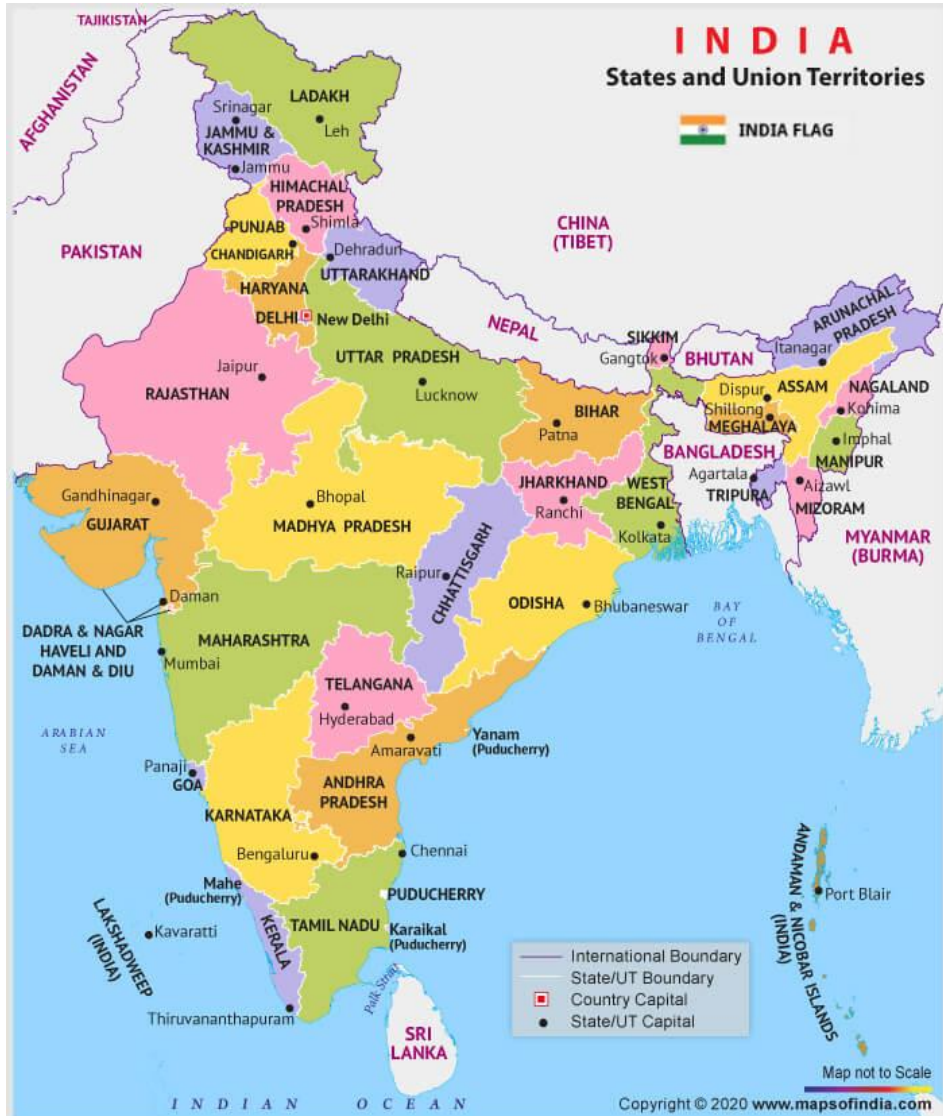 TAJIKISTAN
INDIA
States and Union Territories
INDIA FLAG
AFGHANISTAN
LADAKH
Srinagar
Leh
JAMMU &
KASHMIR
Jammu
HIMACHAL
PRADESH
Shimla
CHINA
(TIBET)
PAKISTAN
PUNJAB
CHANDIGARH
Dehradun
UTTARAKHAND
HARYANA
DELHI
New Delhi
NEPAL
SIKKIM
Gangtok
BHUTAN
ARUNACHAL
PRADESH
Itanagar
UTTAR PRADESH
Lucknow
Jaipur
RAJASTHAN
BIHAR
Patna
Dispur
ASSAM
NAGALAND
Shillong
MEGHALAYA
Kohima
Imphal
MANIPUR
BANGLADESH
Agartala
TRIPURA
Aizawl
MIZORAM
MYANMAR
(BURMA)
Gandhinagar
GUJARAT
Bhopal
MADHYA PRADESH
JHARKHAND
Ranchi
WEST
BENGAL
Kolkata
CHHATTISGARH
Raipur
ODISHA
Bhubaneswar
BAY
OF
BENGAL
Daman
DADRA & NAGAR
HAVELI AND
DAMAN & DIU
MAHARASHTRA
Mumbai
TELANGANA
Hyderabad
ARABIAN
SEA
Yanam
(Puducherry)
Amaravati
Panaji
GOA
ANDHRA
PRADESH
KARNATAKA
Bengaluru
Chennai
Mahe
(Puducherry)
PUDUCHERRY
TAMIL NADU
Karaikal
(Puducherry)
KERALA
LAKSHADWEEP
(INDIA)
Kavaratti
Thiruvananthapuram
Palk Strait
SRI
LANKA
ANDAMAN & NICOBAR ISLANDS
(INDIA)
Port Blair
International Boundary
State/UT Boundary
Country Capital
State/UT Capital
Map not to Scale
INDIAN OCEAN
Copyright © 2020 www.mapsofindia.com